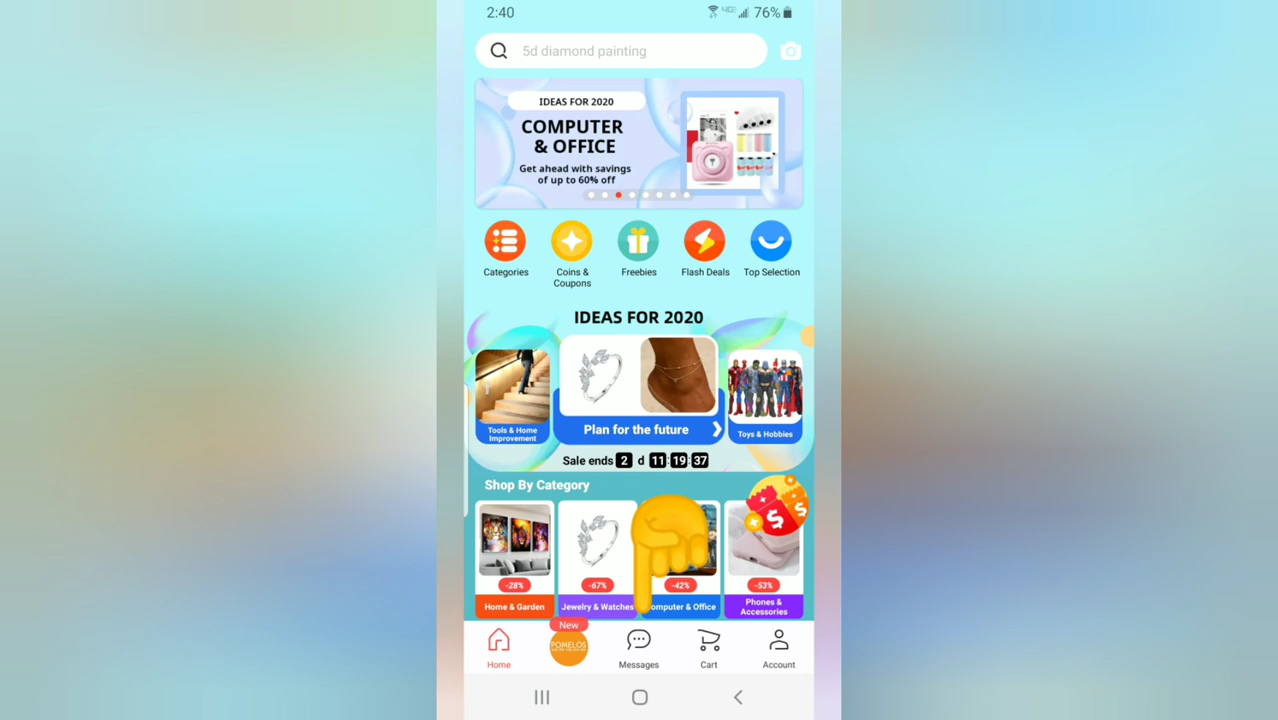 2:40
4G
76%
5d diamond painting
IDEAS FOR 2020
COMPUTER
& OFFICE
Get ahead with savings
of up to 60% off
Categories
Coins &
Coupons
Freebies
Flash Deals
Top Selection
IDEAS FOR 2020
Tools & Home
Improvement
Plan for the future
Toys & Hobbies
Sale ends 2 d 11:19:37
Shop By Category
$
$
-28%
-67%
-42%
-53%
Home & Garden
Jewelry & Watches
omputer & Office
Phones &
Accessories
New
POMELOS
Home
Messages
Cart
Account